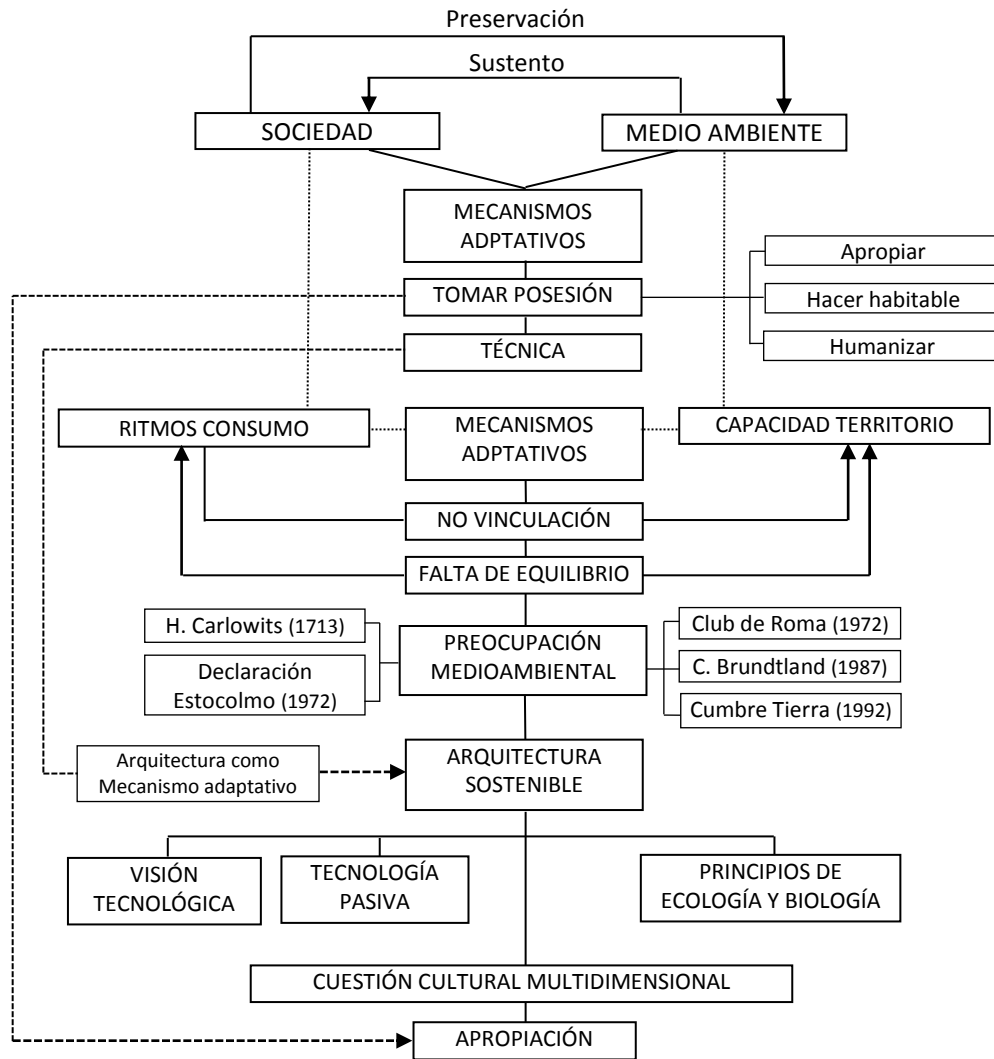 Preservación
Sustento
SOCIEDAD
MEDIO AMBIENTE
MECANISMOS
ADPTATIVOS
Apropiar
TOMAR POSESIÓN
Hacer habitable
TÉCNICA
Humanizar
RITMOS CONSUMO
MECANISMOS
ADPTATIVOS
CAPACIDAD TERRITORIO
NO VINCULACIÓN
FALTA DE EQUILIBRIO
H. Carlowits (1713)
Declaración
Estocolmo (1972)
PREOCUPACIÓN
MEDIOAMBIENTAL
Club de Roma (1972)
C. Brundtland (1987)
Cumbre Tierra (1992)
Arquitectura como
Mecanismo adaptativo
ARQUITECTURA
SOSTENIBLE
VISIÓN
TECNOLÓGICA
TECNOLOGÍA
PASIVA
PRINCIPIOS DE
ECOLOGÍA Y BIOLOGÍA
CUESTIÓN CULTURAL MULTIDIMENSIONAL
APROPIACIÓN